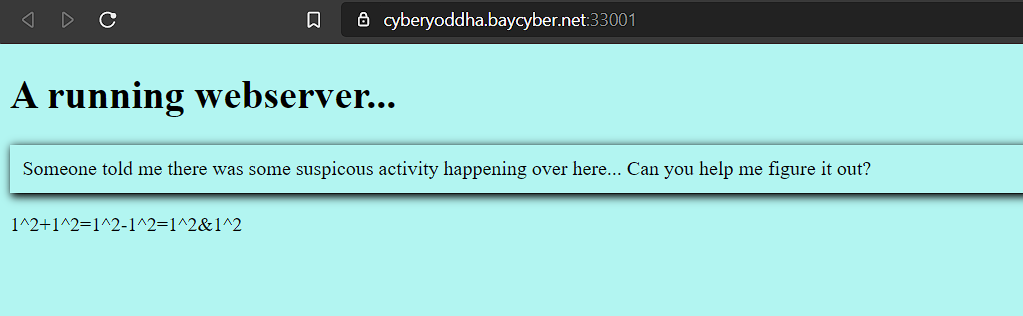 cyberyoddha.baycyber.net:33001
A running webserver...
Someone told me there was some suspicous activity happening over here... Can you help me figure it out?
1^2+1^2=1^2-1^2=1^2&1^2